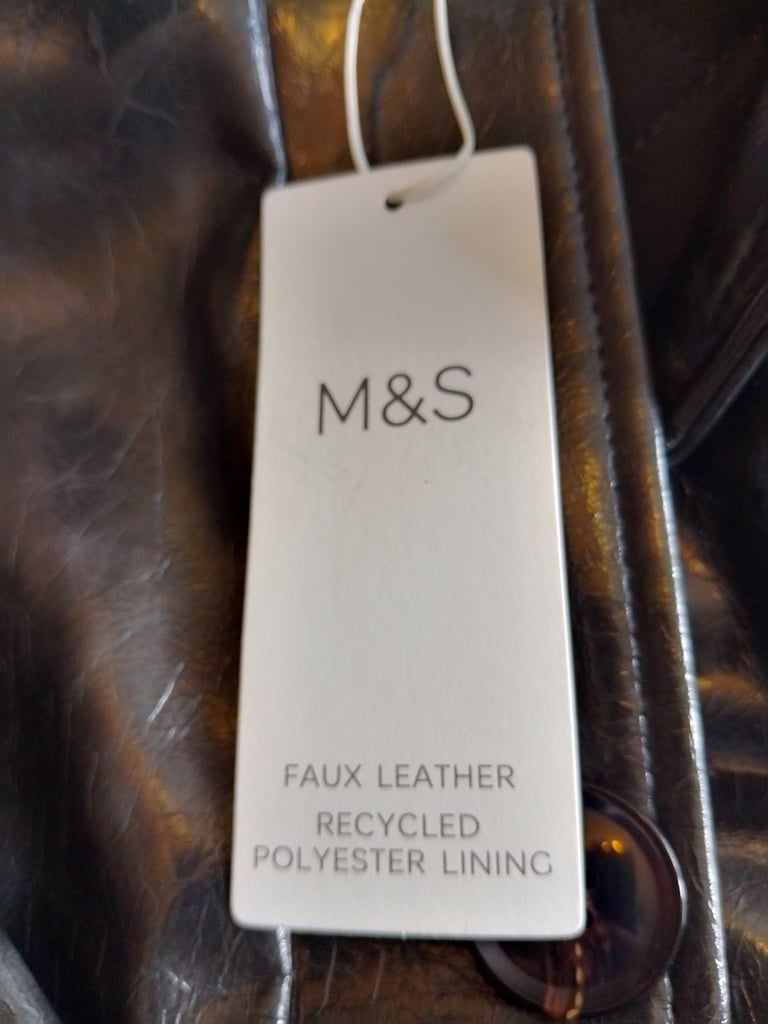 M&S
FAUX LEATHER
RECYCLED
POLYESTER LINING